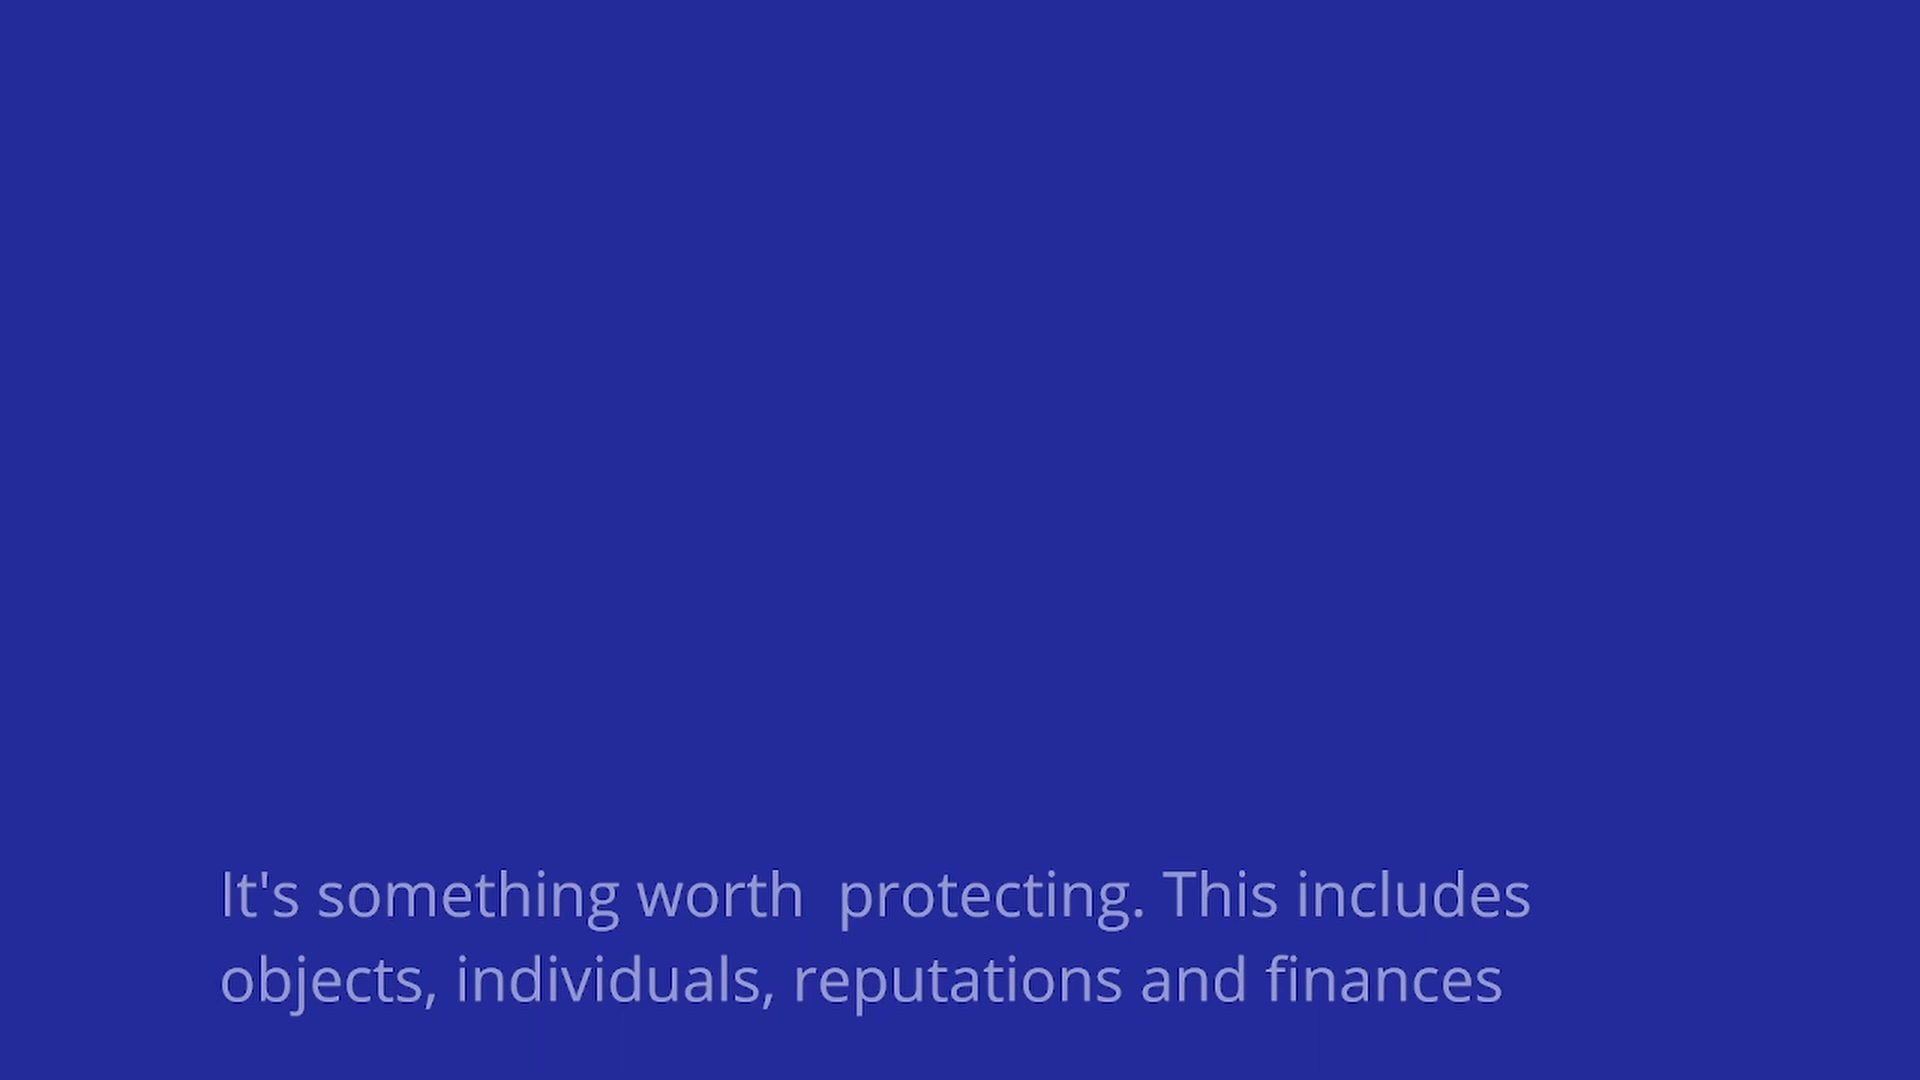 It's something worth  protecting. This includes
objects, individuals, reputations and finances